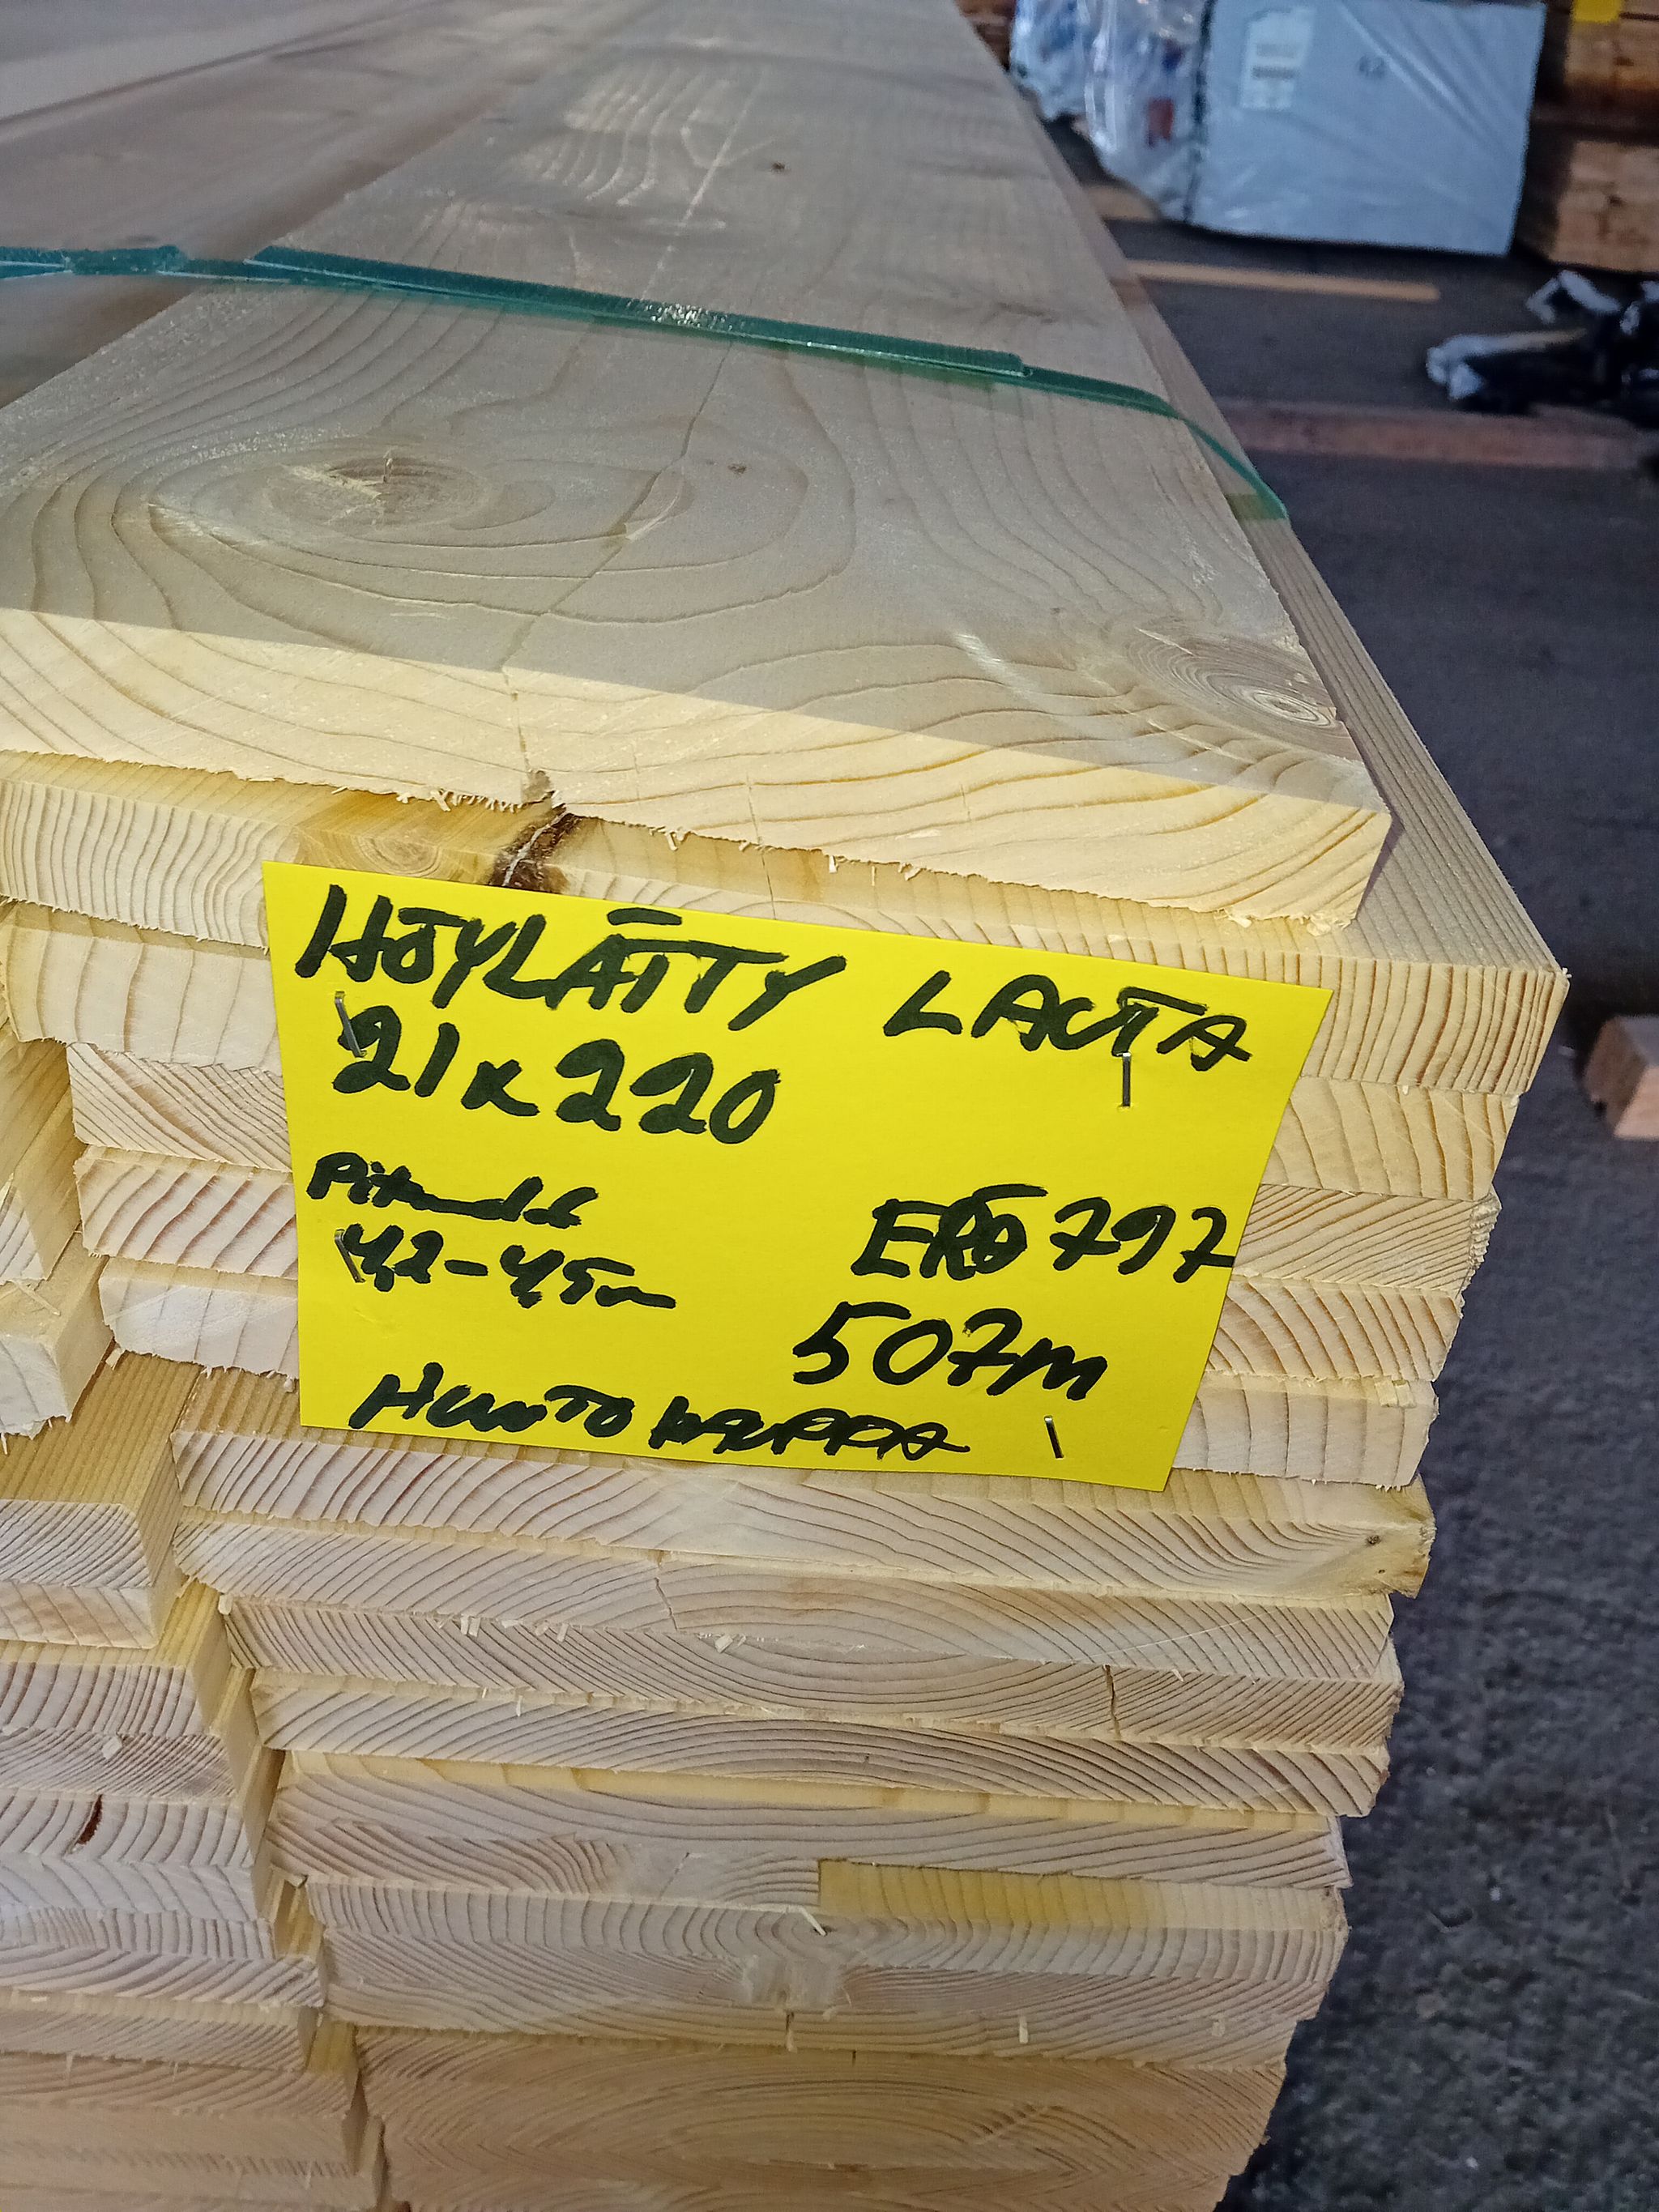 HÖYLÄTTY LAUTA
21x220
Pituudet
4,2-4,5m
ERÄ 797
507m
HUUTOKAUPPA